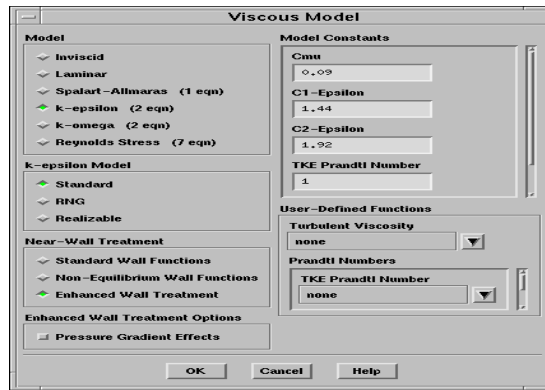 Viscous Model
Model
Inviscid
Laminar
Spalart-Allmaras (1 eqn)
k-epsilon (2 eqn)
k-omega (2 eqn)
Reynolds Stress (7 eqn)
k-epsilon Model
Standard
RNG
Realizable
Near-Wall Treatment
Standard Wall Functions
Non-Equilibrium Wall Functions
Enhanced Wall Treatment
Enhanced Wall Treatment Options
Pressure Gradient Effects
Model Constants
Cmu
0.09
C1-Epsilon
1.44
C2-Epsilon
1.92
TKE Prandtl Number
1
User-Defined Functions
Turbulent Viscosity
none
Prandtl Numbers
TKE Prandtl Number
none
OK
Cancel
Help